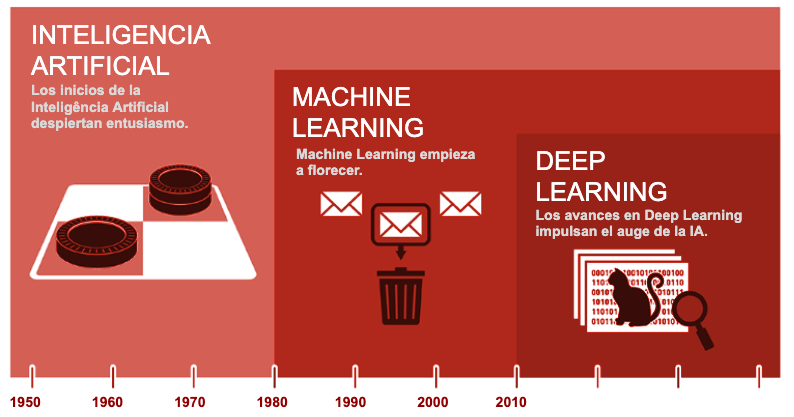 INTELIGENCIA
ARTIFICIAL
Los inicios de la
Inteligência Artificial
despiertan entusiasmo.
MACHINE
LEARNING
Machine Learning empieza
a florecer.
DEEP
LEARNING
Los avances en Deep Learning
impulsan el auge de la IA.
1950 1960 1970 1980 1990 2000 2010